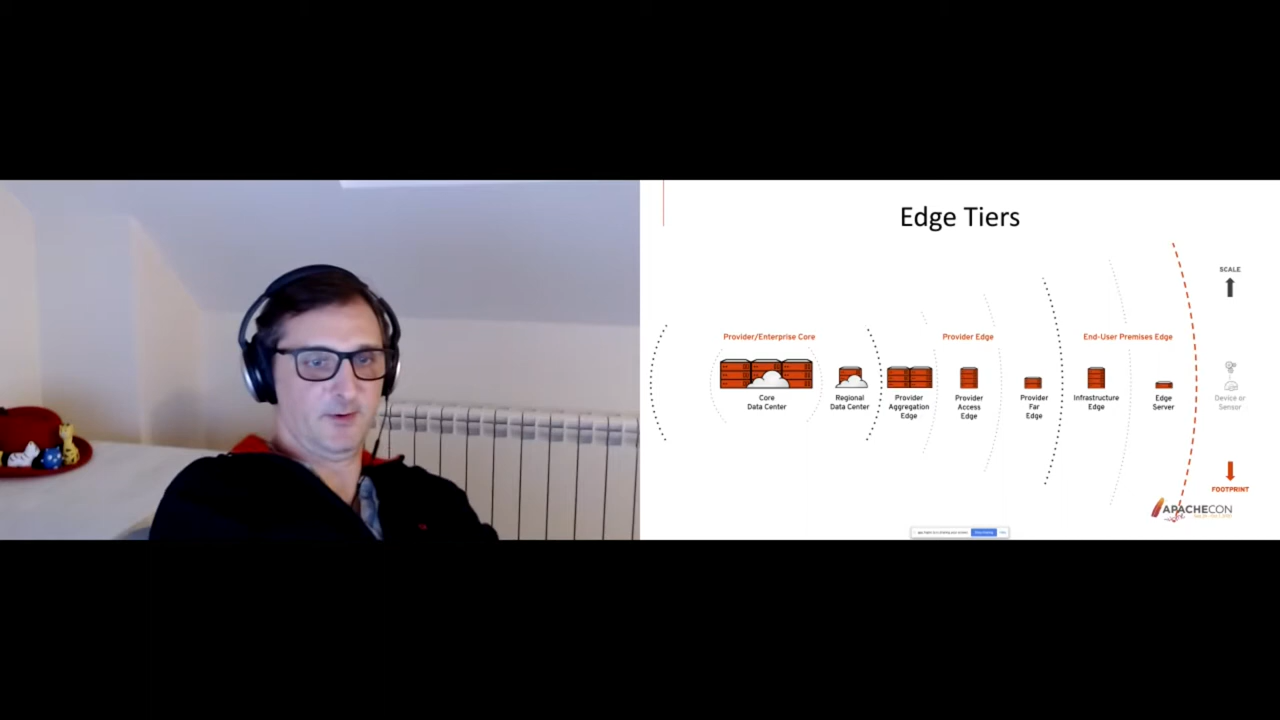 Edge Tiers
SCALE
Provider/Enterprise Core
Provider Edge
End-User Premises Edge
Core
Data Center
Regional
Data Center
Provider
Aggregation
Edge
Provider
Access
Edge
Provider
Far
Edge
Infrastructure
Edge
Edge
Server
Device or
Sensor
FOOTPRINT
APACHECON